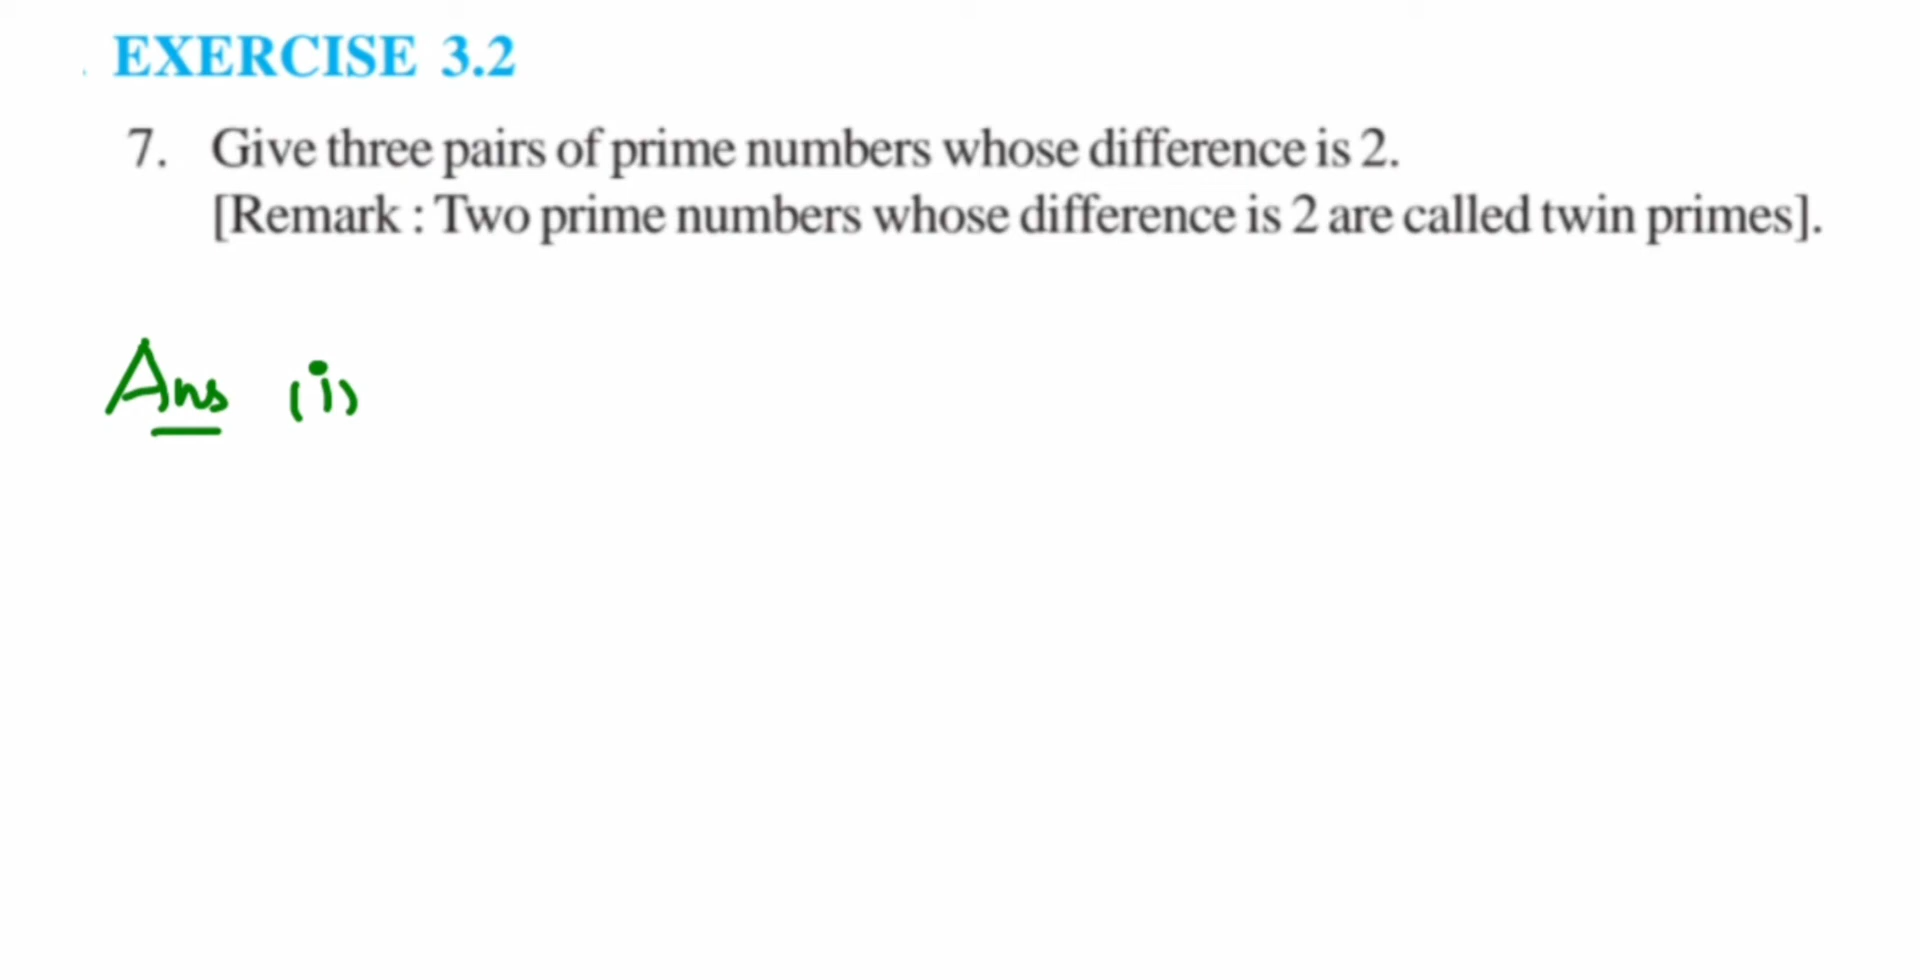 EXERCISE 3.2
7. Give three pairs of prime numbers whose difference is 2.
[Remark : Two prime numbers whose difference is 2 are called twin primes].
Ans (i)